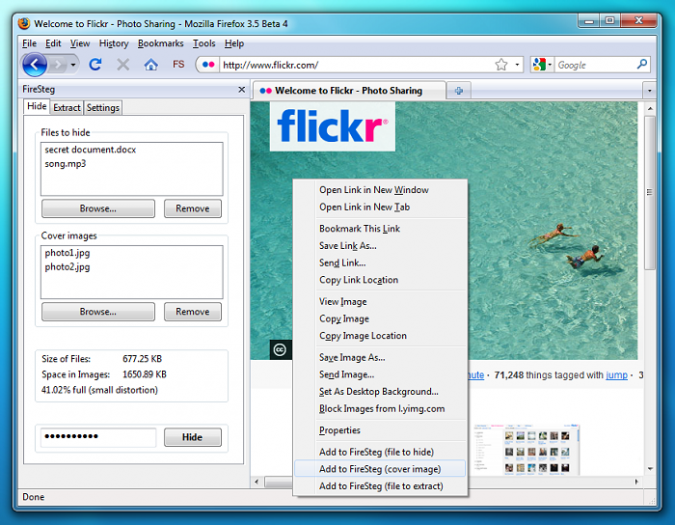 Welcome to Flickr - Photo Sharing - Mozilla Firefox 3.5 Beta 4
File Edit View History Bookmarks Tools Help
FS http://www.flickr.com/ Google
FireSteg
Welcome to Flickr - Photo Sharing
Hide Extract Settings
flickr
Files to hide
secret document.docx
song.mp3
Browse... Remove
Cover images
photo1.jpg
photo2.jpg
Browse... Remove
Size of Files: 677.25 KB
Space in Images: 1650.89 KB
41.02% full (small distortion)
Hide
Open Link in New Window
Open Link in New Tab
Bookmark This Link
Save Link As...
Send Link...
Copy Link Location
View Image
Copy Image
Copy Image Location
Save Image As...
Send Image...
Set As Desktop Background...
Block Images from l.yimg.com
Properties
Add to FireSteg (file to hide)
Add to FireSteg (cover image)
Add to FireSteg (file to extract)
cc
nute · 71,248 things tagged with jump · 3
Done